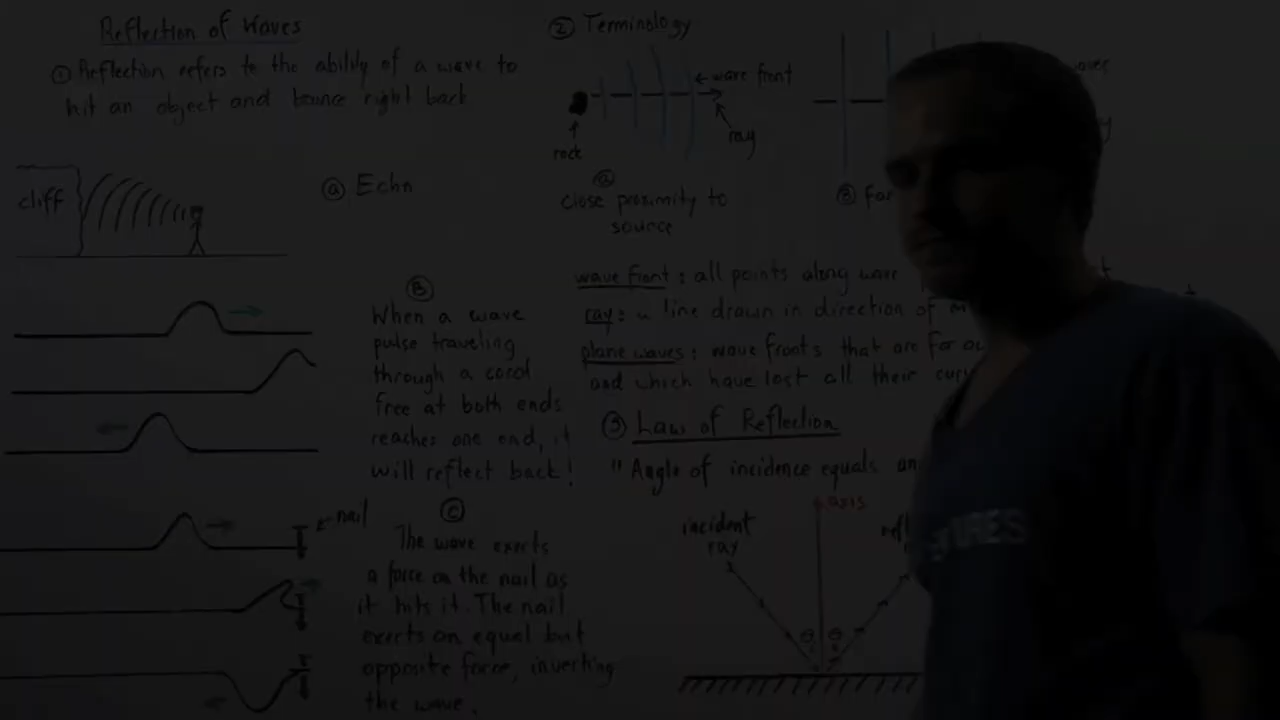 Reflection of Waves
① Reflection refers to the ability of a wave to
hit an object and bounce right back
cliff
ⓐ Echo
Ⓑ
When a wave
pulse traveling
through a cord
free at both ends
reaches one end, it
will reflect back!
nail
Ⓒ
The wave exerts
a force on the nail as
it hits it. The nail
exerts an equal but
opposite force, inverting
the wave.
② Terminology
wave front
ray
rock
ⓐ
close proximity to
source
Ⓑ far
wave front: all points along wave
ray: a line drawn in direction of
plane waves: wave fronts that are far
and which have lost all their
③ Law of Reflection
"Angle of incidence equals
axis
incident
ray
θi θr